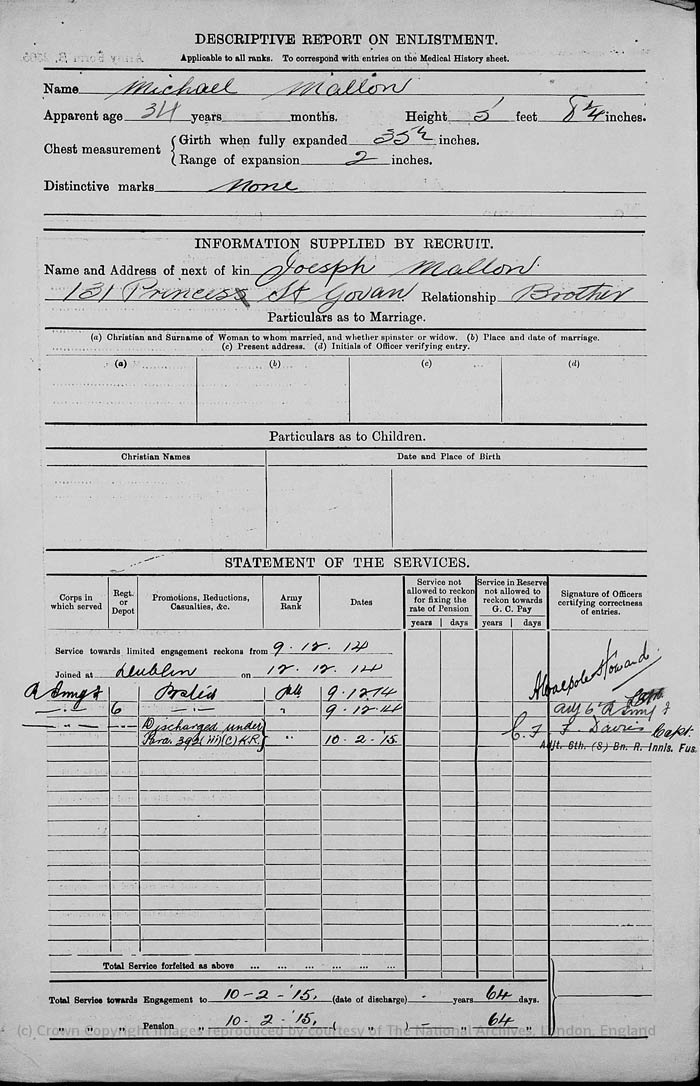 DESCRIPTIVE REPORT ON ENLISTMENT.
Applicable to all ranks. To correspond with entries on the Medical History sheet.
Name Michael Mallon
Apparent age 34 years months. Height 5 feet 8 1/4 inches.
Chest measurement { Girth when fully expanded 35 1/2 inches.
Range of expansion 2 inches.
Distinctive marks None
INFORMATION SUPPLIED BY RECRUIT.
Name and Address of next of kin Joesph Mallon
131 Princess St Govan Relationship Brother
Particulars as to Marriage.
(a) Christian and Surname of Woman to whom married, and whether spinster or widow. (b) Place and date of marriage.
(c) Present address. (d) Initials of Officer verifying entry.
(a) (b) (c) (d)
Particulars as to Children.
Christian Names Date and Place of Birth
STATEMENT OF THE SERVICES.
Corps in which served
Regt. or Depot
Promotions, Reductions, Casualties, &c.
Army Rank
Dates
Service not allowed to reckon for fixing the rate of Pension
years days
Service in Reserve not allowed to reckon towards G. C. Pay
years days
Signature of Officers certifying correctness of entries.
Service towards limited engagement reckons from 9.12.14
Joined at Dublin on 12.12.14
9.12.14
6 " 9.12.14
Discharged under
Para. 392 (iii)(c) K.R. } " 10.2.'15.
C. F. F. Davies Capt.
Adjt. 6th. (S) Bn. R. Innis. Fus.
Total Service forfeited as above ... ... ... ... ... ...
Total Service towards Engagement to 10-2-'15. (date of discharge) - years 64 days.
" " " Pension " 10-2-'15. ( " ) - " 64 "
(c) Crown Copyright Images reproduced by courtesy of The National Archives, London, England